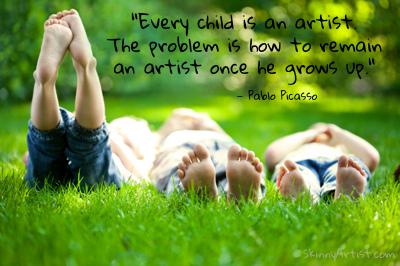 "Every child is an artist.
The problem is how to remain
an artist once he grows up."
- Pablo Picasso
© SkinnyArtist.com